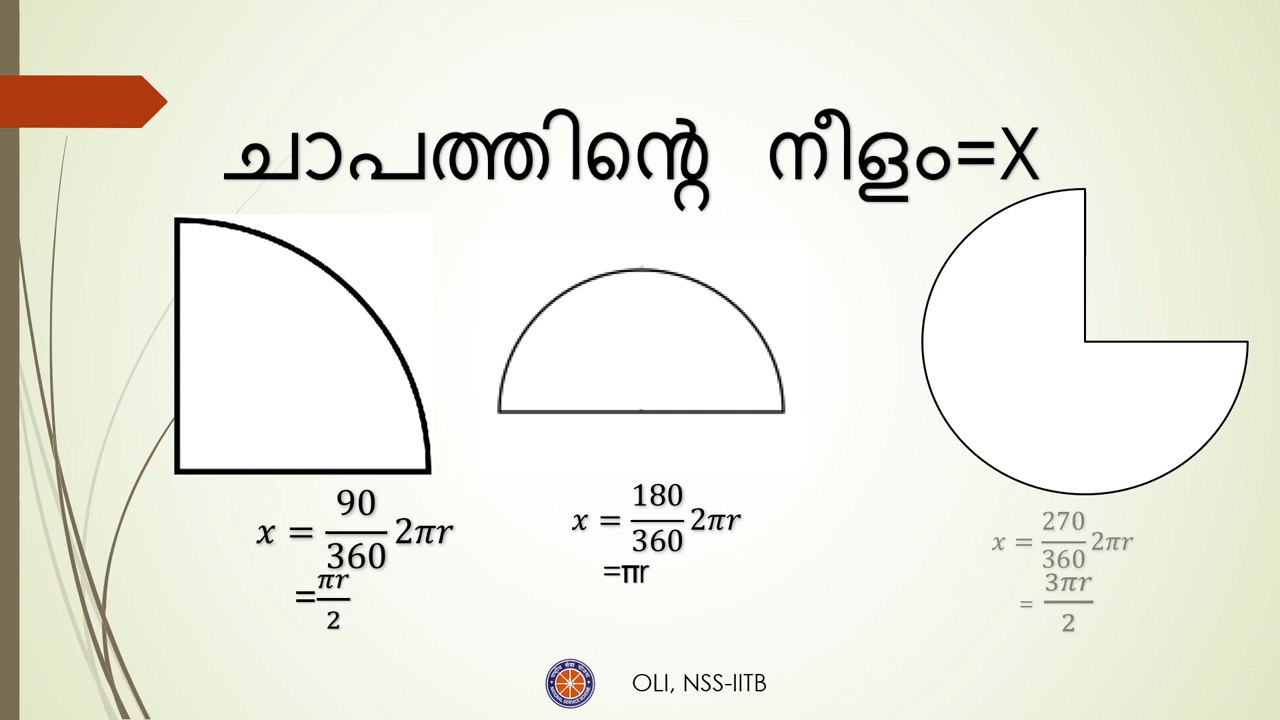 ചാപത്തിന്റെ നീളം=X
x = 90/360 2πr
=πr/2
x = 180/360 2πr
=πr
x = 270/360 2πr
= 3πr/2
OLI, NSS-IITB